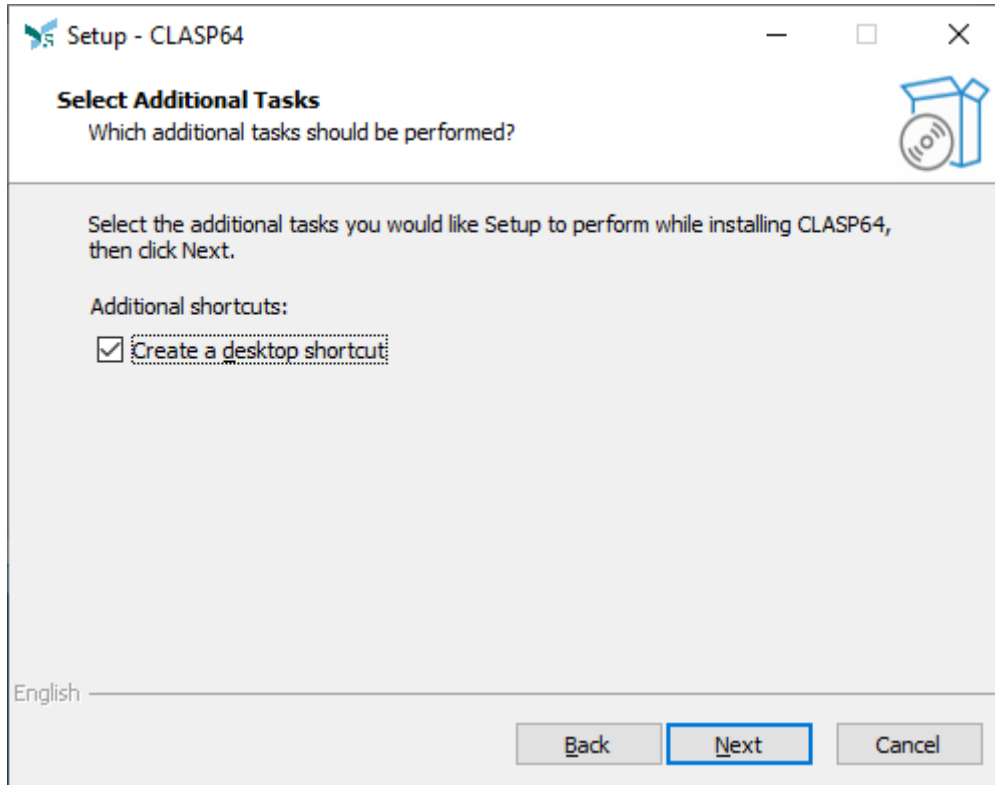 Setup - CLASP64
Select Additional Tasks
Which additional tasks should be performed?
Select the additional tasks you would like Setup to perform while installing CLASP64,
then click Next.
Additional shortcuts:
Create a desktop shortcut
English
Back
Next
Cancel